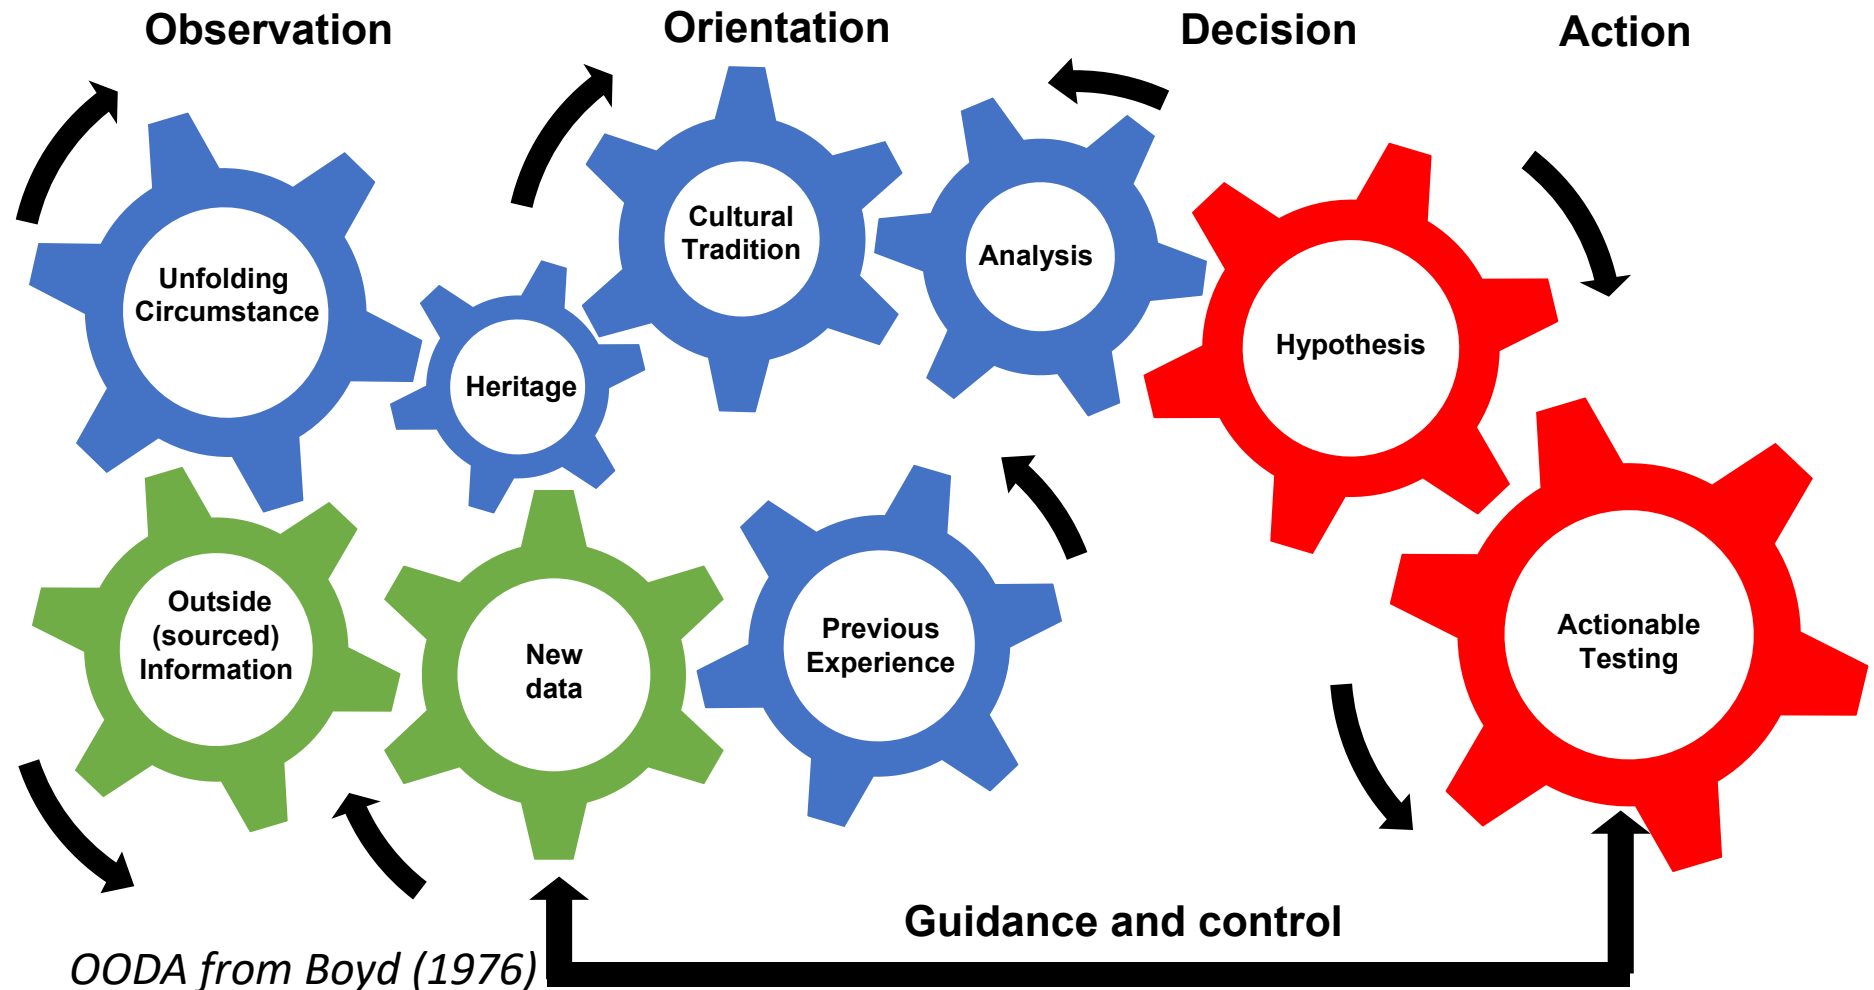 Observation
Orientation
Decision
Action
Unfolding
Circumstance
Heritage
Cultural
Tradition
Analysis
Hypothesis
Outside
(sourced)
Information
New
data
Previous
Experience
Actionable
Testing
Guidance and control
OODA from Boyd (1976)